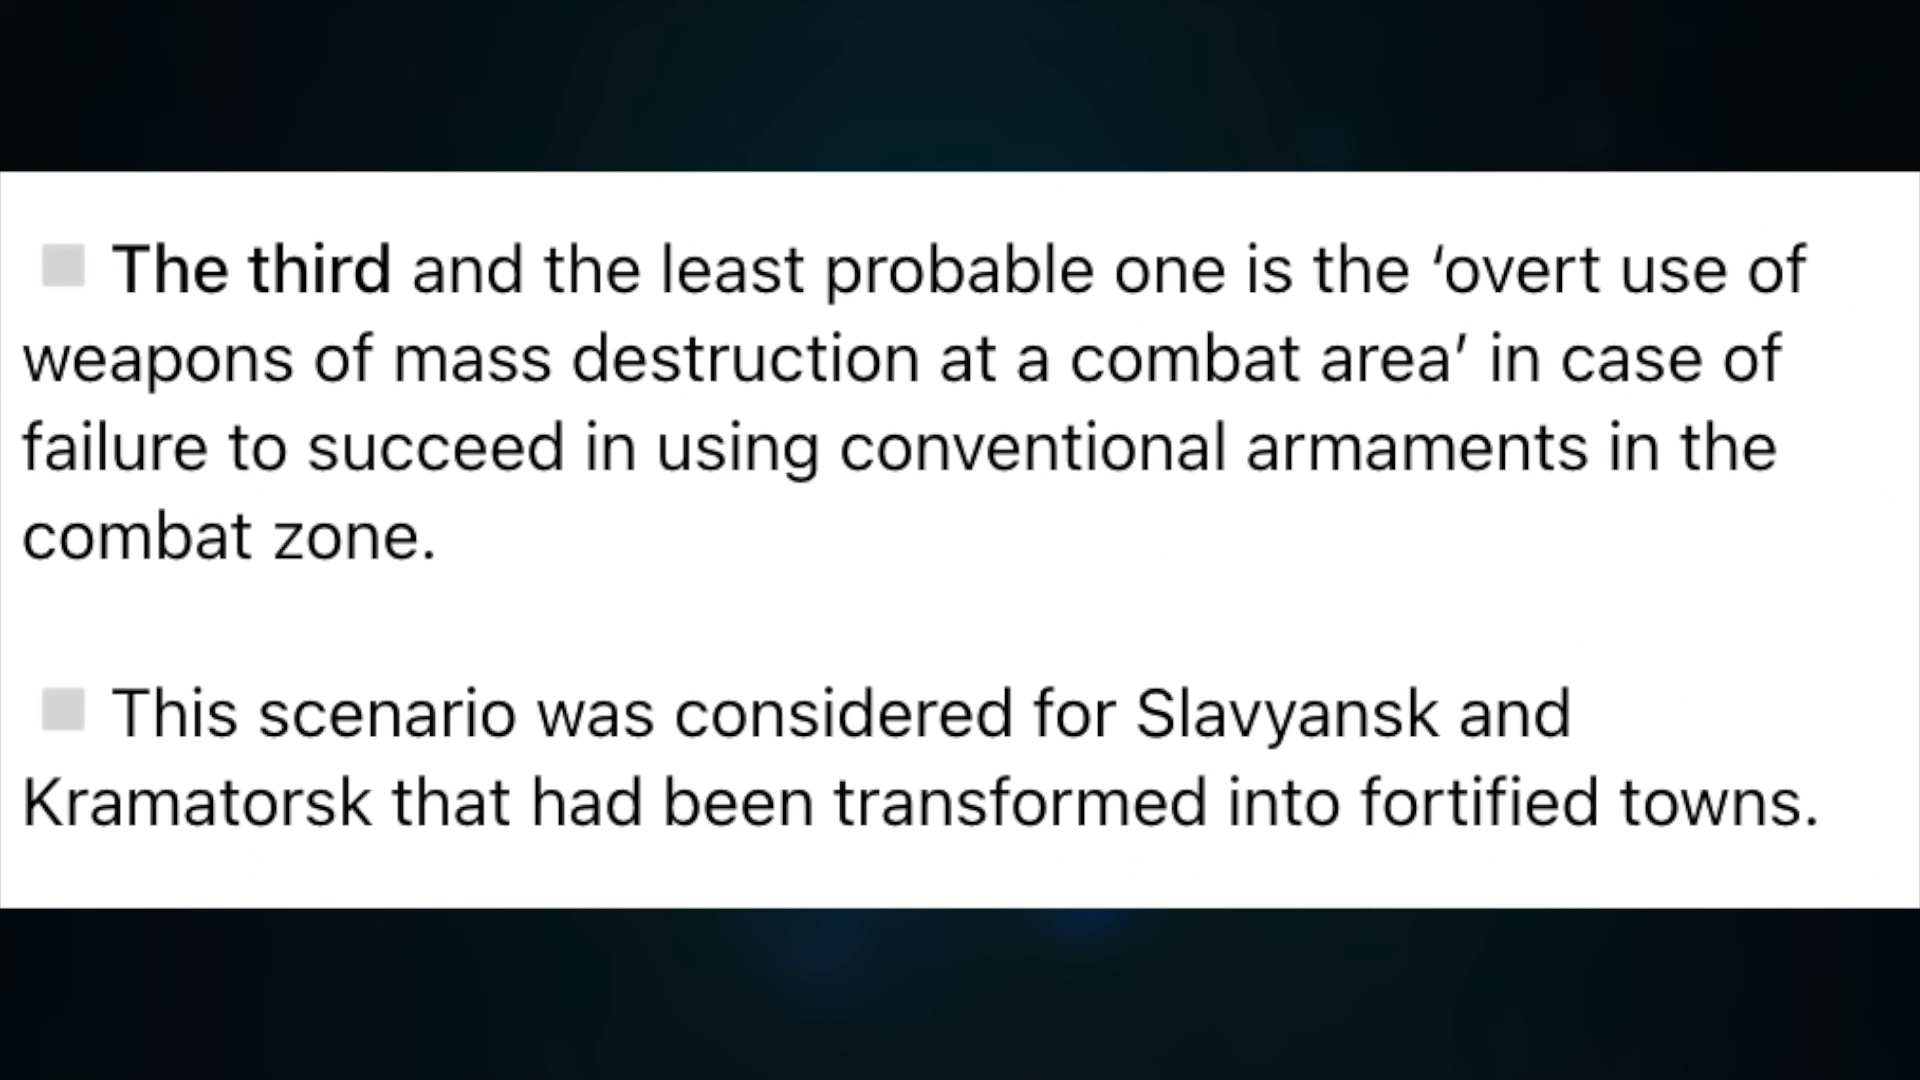 The third and the least probable one is the ‘overt use of
weapons of mass destruction at a combat area’ in case of
failure to succeed in using conventional armaments in the
combat zone.
This scenario was considered for Slavyansk and
Kramatorsk that had been transformed into fortified towns.